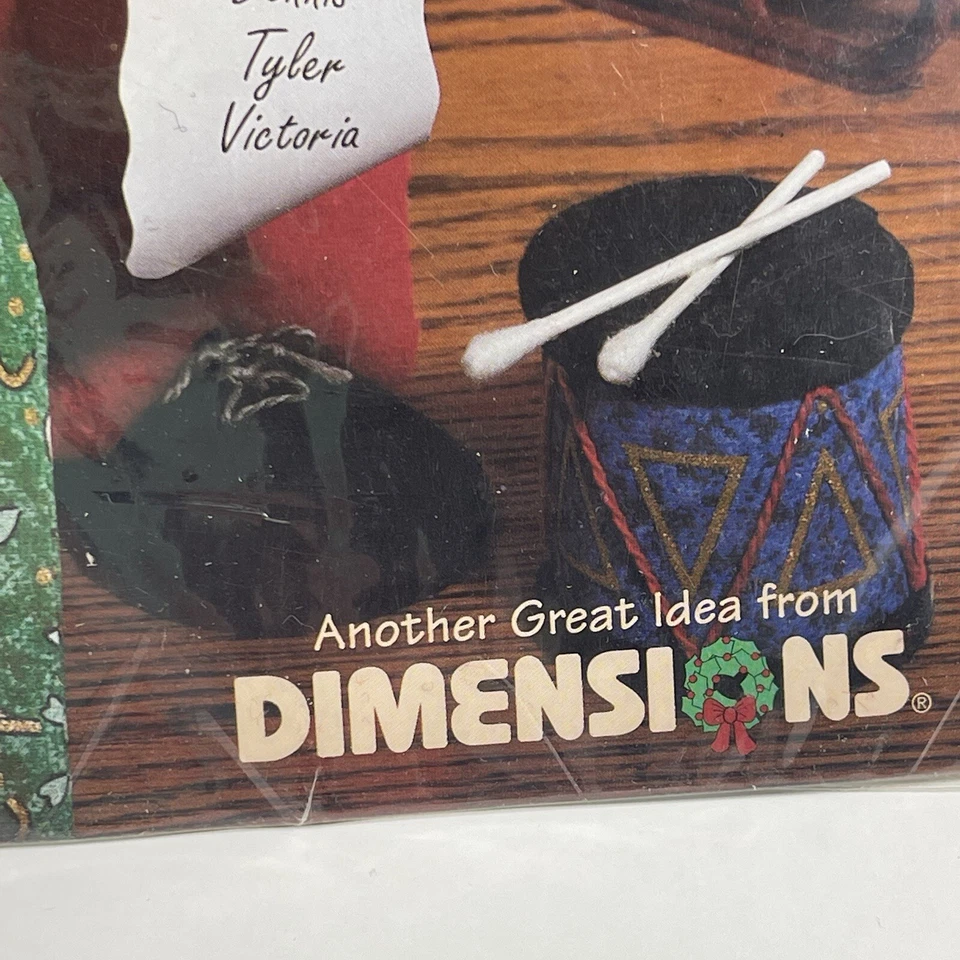 Tyler
Victoria
Another Great Idea from
DIMENSIONS®